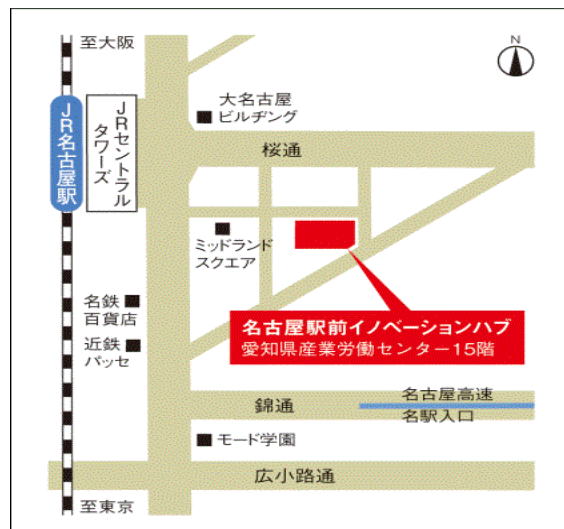 至大阪
N
JR名古屋駅
JRセントラル
タワーズ
大名古屋
ビルヂング
桜通
ミッドランド
スクエア
名鉄
百貨店
近鉄
パッセ
名古屋駅前イノベーションハブ
愛知県産業労働センター15階
錦通
名古屋高速
名駅入口
モード学園
広小路通
至東京